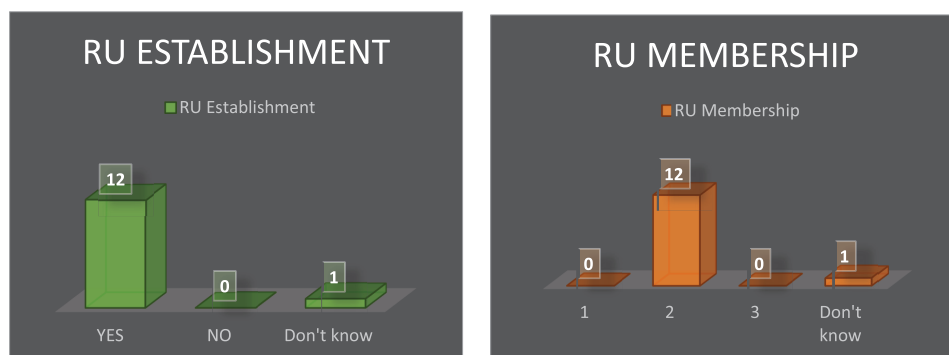 RU ESTABLISHMENT
RU Establishment
12
0
1
YES NO Don't know
RU MEMBERSHIP
RU Membership
12
0
0
1
1 2 3 Don't
know